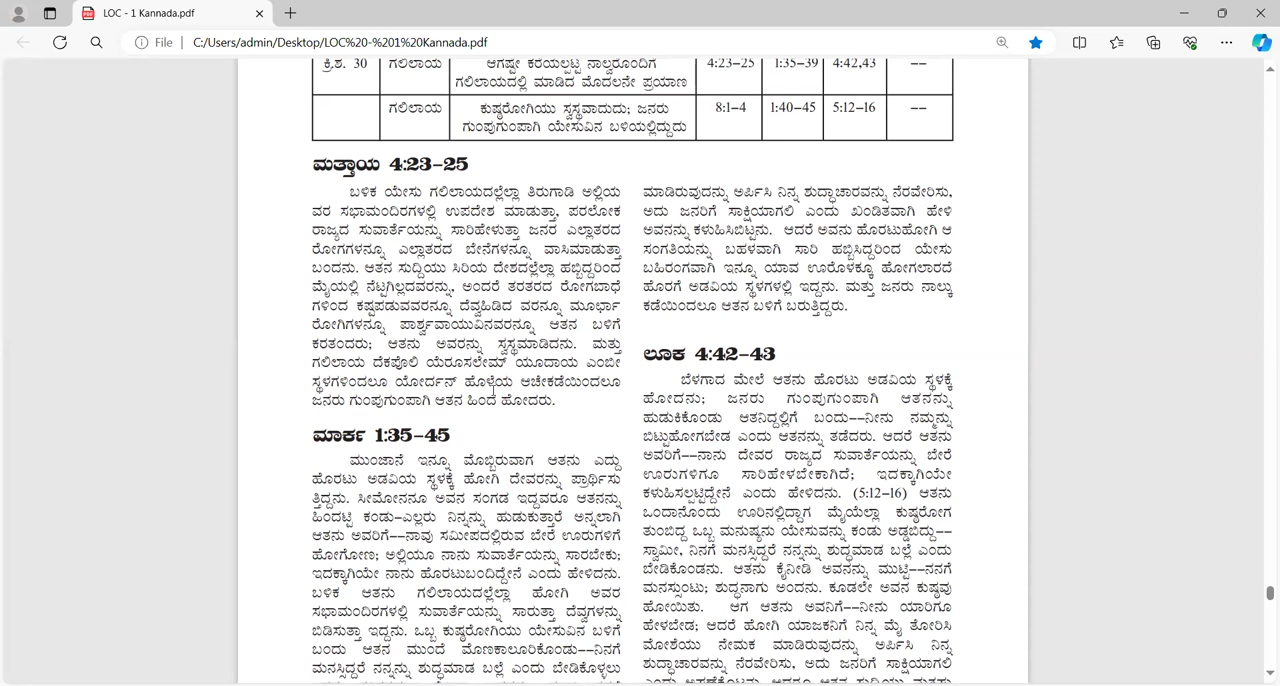 LOC - 1 Kannada.pdf
File
C:/Users/admin/Desktop/LOC%20-%201%20Kannada.pdf
ಕ್ರಿ.ಶ. 30 ಗಲಿಲಾಯ ಆಗಷ್ಟೇ ಕರೆಯಲ್ಪಟ್ಟ ನಾಲ್ವರೊಂದಿಗೆ 4:23–25 1:35–39 4:42,43 ––
ಗಲಿಲಾಯದಲ್ಲಿ ಮಾಡಿದ ಮೊದಲನೇ ಪ್ರಯಾಣ
ಗಲಿಲಾಯ ಕುಷ್ಠರೋಗಿಯು ಸ್ವಸ್ಥವಾದುದು; ಜನರು 8:1–4 1:40–45 5:12–16 ––
ಗುಂಪುಗುಂಪಾಗಿ ಯೇಸುವಿನ ಬಳಿಯಲ್ಲಿದ್ದುದು
ಮತ್ತಾಯ 4:23–25
ಬಳಿಕ ಯೇಸು ಗಲಿಲಾಯದಲ್ಲೆಲ್ಲಾ ತಿರುಗಾಡಿ ಅಲ್ಲಿಯ
ವರ ಸಭಾಮಂದಿರಗಳಲ್ಲಿ ಉಪದೇಶ ಮಾಡುತ್ತಾ, ಪರಲೋಕ
ರಾಜ್ಯದ ಸುವಾರ್ತೆಯನ್ನು ಸಾರಿಹೇಳುತ್ತಾ ಜನರ ಎಲ್ಲಾತರದ
ರೋಗಗಳನ್ನೂ ಎಲ್ಲಾತರದ ಬೇನೆಗಳನ್ನೂ ವಾಸಿಮಾಡುತ್ತಾ
ಬಂದನು. ಆತನ ಸುದ್ದಿಯು ಸಿರಿಯ ದೇಶದಲ್ಲೆಲ್ಲಾ ಹಬ್ಬಿದ್ದರಿಂದ
ಮೈಯಲ್ಲಿ ನೆಟ್ಟಗಿಲ್ಲದವರನ್ನು, ಅಂದರೆ ತರತರದ ರೋಗಬಾಧೆ
ಗಳಿಂದ ಕಷ್ಟಪಡುವವರನ್ನೂ ದೆವ್ವಹಿಡಿದ ವರನ್ನೂ ಮೂರ್ಛಾ
ರೋಗಿಗಳನ್ನೂ ಪಾರ್ಶ್ವವಾಯುವಿನವರನ್ನೂ ಆತನ ಬಳಿಗೆ
ಕರತಂದರು; ಆತನು ಅವರನ್ನು ಸ್ವಸ್ಥಮಾಡಿದನು. ಮತ್ತು
ಗಲಿಲಾಯ ದೆಕಪೊಲಿ ಯೆರೂಸಲೇಮ್ ಯೂದಾಯ ಎಂಬೀ
ಸ್ಥಳಗಳಿಂದಲೂ ಯೋರ್ದನ್ ಹೊಳೆಯ ಆಚೇಕಡೆಯಿಂದಲೂ
ಜನರು ಗುಂಪುಗುಂಪಾಗಿ ಆತನ ಹಿಂದೆ ಹೋದರು.
ಮಾರ್ಕ 1:35–45
ಮುಂಜಾನೆ ಇನ್ನೂ ಮೊಬ್ಬಿರುವಾಗ ಆತನು ಎದ್ದು
ಹೊರಟು ಅಡವಿಯ ಸ್ಥಳಕ್ಕೆ ಹೋಗಿ ದೇವರನ್ನು ಪ್ರಾರ್ಥಿಸು
ತ್ತಿದ್ದನು. ಸೀಮೋನನೂ ಅವನ ಸಂಗಡ ಇದ್ದವರೂ ಆತನನ್ನು
ಹಿಂದಟ್ಟಿ ಕಂಡು–ಎಲ್ಲರು ನಿನ್ನನ್ನು ಹುಡುಕುತ್ತಾರೆ ಅನ್ನಲಾಗಿ
ಆತನು ಅವರಿಗೆ––ನಾವು ಸಮೀಪದಲ್ಲಿರುವ ಬೇರೆ ಊರುಗಳಿಗೆ
ಹೋಗೋಣ; ಅಲ್ಲಿಯೂ ನಾನು ಸುವಾರ್ತೆಯನ್ನು ಸಾರಬೇಕು;
ಇದಕ್ಕಾಗಿಯೇ ನಾನು ಹೊರಟುಬಂದಿದ್ದೇನೆ ಎಂದು ಹೇಳಿದನು.
ಬಳಿಕ ಆತನು ಗಲಿಲಾಯದಲ್ಲೆಲ್ಲಾ ಹೋಗಿ ಅವರ
ಸಭಾಮಂದಿರಗಳಲ್ಲಿ ಸುವಾರ್ತೆಯನ್ನು ಸಾರುತ್ತಾ ದೆವ್ವಗಳನ್ನು
ಬಿಡಿಸುತ್ತಾ ಇದ್ದನು. ಒಬ್ಬ ಕುಷ್ಠರೋಗಿಯು ಯೇಸುವಿನ ಬಳಿಗೆ
ಬಂದು ಆತನ ಮುಂದೆ ಮೊಣಕಾಲೂರಿಕೊಂಡು––ನಿನಗೆ
ಮನಸ್ಸಿದ್ದರೆ ನನ್ನನ್ನು ಶುದ್ಧಮಾಡ ಬಲ್ಲೆ ಎಂದು ಬೇಡಿಕೊಳ್ಳಲು
ಮಾಡಿರುವುದನ್ನು ಅರ್ಪಿಸಿ ನಿನ್ನ ಶುದ್ಧಾಚಾರವನ್ನು ನೆರವೇರಿಸು,
ಅದು ಜನರಿಗೆ ಸಾಕ್ಷಿಯಾಗಲಿ ಎಂದು ಖಂಡಿತವಾಗಿ ಹೇಳಿ
ಅವನನ್ನು ಕಳುಹಿಸಿಬಿಟ್ಟನು. ಆದರೆ ಅವನು ಹೊರಟುಹೋಗಿ ಆ
ಸಂಗತಿಯನ್ನು ಬಹಳವಾಗಿ ಸಾರಿ ಹಬ್ಬಿಸಿದ್ದರಿಂದ ಯೇಸು
ಬಹಿರಂಗವಾಗಿ ಇನ್ನೂ ಯಾವ ಊರೊಳಕ್ಕೂ ಹೋಗಲಾರದೆ
ಹೊರಗೆ ಅಡವಿಯ ಸ್ಥಳಗಳಲ್ಲಿ ಇದ್ದನು. ಮತ್ತು ಜನರು ನಾಲ್ಕು
ಕಡೆಯಿಂದಲೂ ಆತನ ಬಳಿಗೆ ಬರುತ್ತಿದ್ದರು.
ಲೂಕ 4:42–43
ಬೆಳಗಾದ ಮೇಲೆ ಆತನು ಹೊರಟು ಅಡವಿಯ ಸ್ಥಳಕ್ಕೆ
ಹೋದನು; ಜನರು ಗುಂಪುಗುಂಪಾಗಿ ಆತನನ್ನು
ಹುಡುಕಿಕೊಂಡು ಆತನಿದ್ದಲ್ಲಿಗೆ ಬಂದು––ನೀನು ನಮ್ಮನ್ನು
ಬಿಟ್ಟುಹೋಗಬೇಡ ಎಂದು ಆತನನ್ನು ತಡೆದರು. ಆದರೆ ಆತನು
ಅವರಿಗೆ––ನಾನು ದೇವರ ರಾಜ್ಯದ ಸುವಾರ್ತೆಯನ್ನು ಬೇರೆ
ಊರುಗಳಿಗೂ ಸಾರಿಹೇಳಬೇಕಾಗಿದೆ; ಇದಕ್ಕಾಗಿಯೇ
ಕಳುಹಿಸಲ್ಪಟ್ಟಿದ್ದೇನೆ ಎಂದು ಹೇಳಿದನು. (5:12–16) ಆತನು
ಒಂದಾನೊಂದು ಊರಿನಲ್ಲಿದ್ದಾಗ ಮೈಯೆಲ್ಲಾ ಕುಷ್ಠರೋಗ
ತುಂಬಿದ್ದ ಒಬ್ಬ ಮನುಷ್ಯನು ಯೇಸುವನ್ನು ಕಂಡು ಅಡ್ಡಬಿದ್ದು––
ಸ್ವಾಮೀ, ನಿನಗೆ ಮನಸ್ಸಿದ್ದರೆ ನನ್ನನ್ನು ಶುದ್ಧಮಾಡ ಬಲ್ಲೆ ಎಂದು
ಬೇಡಿಕೊಂಡನು. ಆತನು ಕೈನೀಡಿ ಅವನನ್ನು ಮುಟ್ಟಿ––ನನಗೆ
ಮನಸ್ಸುಂಟು; ಶುದ್ಧನಾಗು ಅಂದನು. ಕೂಡಲೇ ಅವನ ಕುಷ್ಠವು
ಹೋಯಿತು. ಆಗ ಆತನು ಅವನಿಗೆ––ನೀನು ಯಾರಿಗೂ
ಹೇಳಬೇಡ; ಆದರೆ ಹೋಗಿ ಯಾಜಕನಿಗೆ ನಿನ್ನ ಮೈ ತೋರಿಸಿ
ಮೋಶೆಯು ನೇಮಕ ಮಾಡಿರುವುದನ್ನು ಅರ್ಪಿಸಿ ನಿನ್ನ
ಶುದ್ಧಾಚಾರವನ್ನು ನೆರವೇರಿಸು, ಅದು ಜನರಿಗೆ ಸಾಕ್ಷಿಯಾಗಲಿ